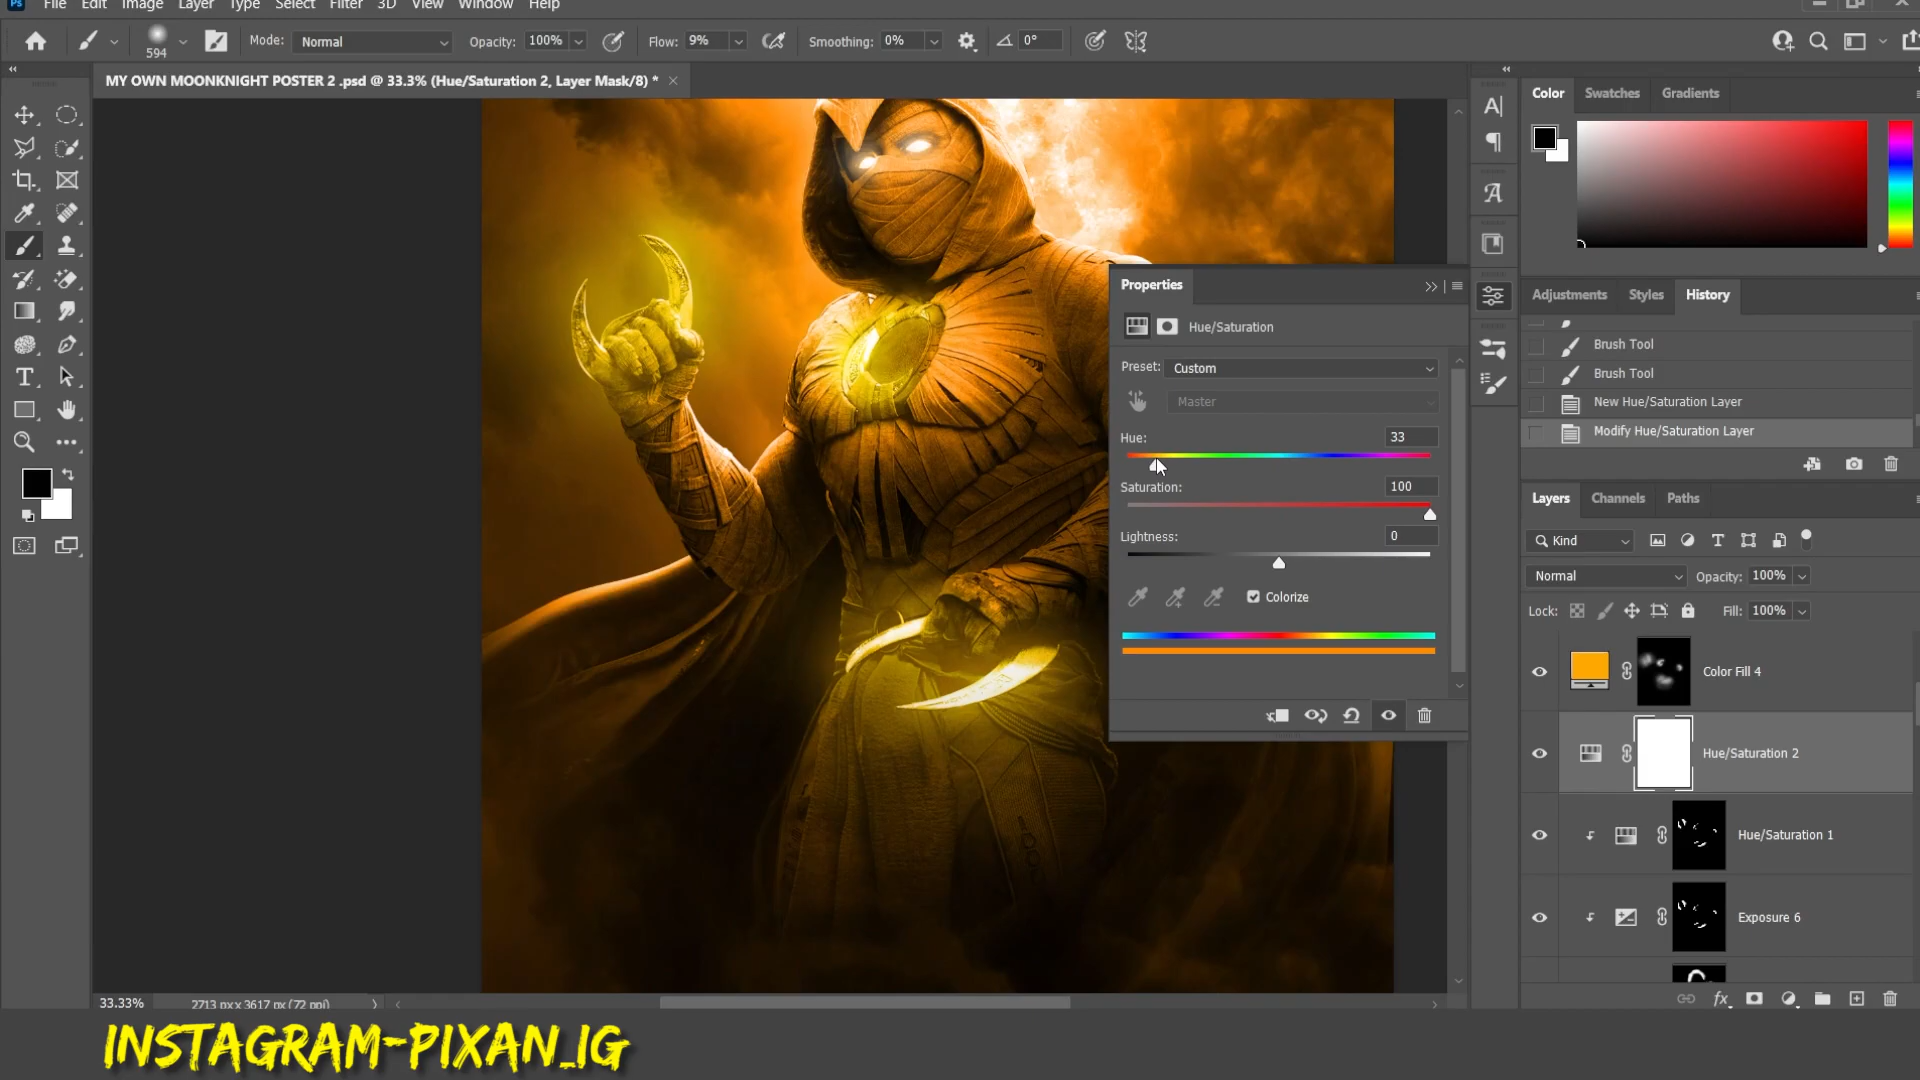 Ps File Edit Image Layer Type Select Filter 3D View Window Help
594 Mode: Normal Opacity: 100% Flow: 9% Smoothing: 0% 0°
MY OWN MOONKNIGHT POSTER 2 .psd @ 33.3% (Hue/Saturation 2, Layer Mask/8) *
Color Swatches Gradients
Adjustments Styles History
Brush Tool
Brush Tool
New Hue/Saturation Layer
Modify Hue/Saturation Layer
Properties
Hue/Saturation
Preset: Custom
Master
Hue: 33
Saturation: 100
Lightness: 0
Colorize
Layers Channels Paths
Kind
Normal Opacity: 100%
Lock: Fill: 100%
Color Fill 4
Hue/Saturation 2
Hue/Saturation 1
Exposure 6
33.33% 2713 px x 3617 px (72 ppi)
INSTAGRAM-PIXAN_IG